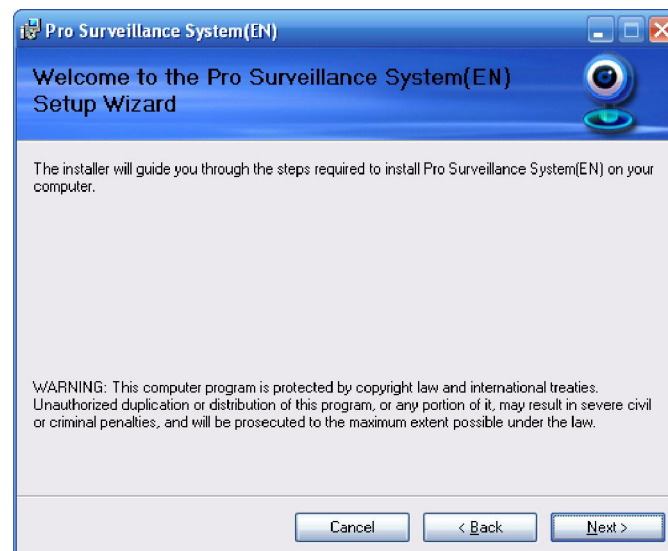 Pro Surveillance System(EN)
Welcome to the Pro Surveillance System(EN)
Setup Wizard
The installer will guide you through the steps required to install Pro Surveillance System(EN) on your
computer.
WARNING: This computer program is protected by copyright law and international treaties.
Unauthorized duplication or distribution of this program, or any portion of it, may result in severe civil
or criminal penalties, and will be prosecuted to the maximum extent possible under the law.
Cancel
< Back
Next >